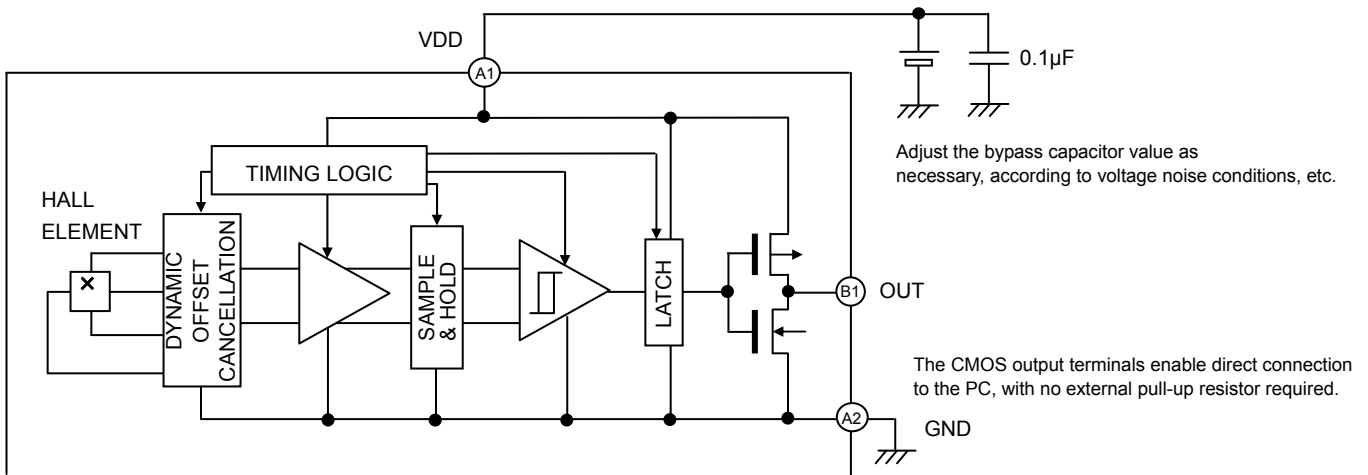 VDD
A1
0.1µF
Adjust the bypass capacitor value as
necessary, according to voltage noise conditions, etc.
TIMING LOGIC
HALL
ELEMENT
DYNAMIC
OFFSET
CANCELLATION
×
SAMPLE
& HOLD
LATCH
B1
OUT
The CMOS output terminals enable direct connection
to the PC, with no external pull-up resistor required.
A2
GND